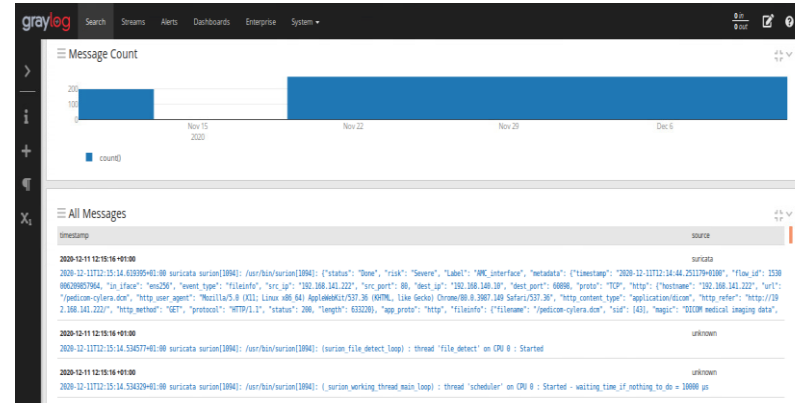 graylog Search Streams Alerts Dashboards Enterprise System 0 in
0 out
Message Count
200
100
0
Nov 15 Nov 22 Nov 29 Dec 6
2020
count()
All Messages
timestamp source
2020-12-11 12:15:16 +01:00 suricata
2020-12-11T12:15:14.619395+01:00 suricata surion[1094]: /usr/bin/surion[1094]: {"status": "Done", "risk": "Severe", "Label": "AMC_interface", "metadata": {"timestamp": "2020-12-11T12:14:44.251179+0100", "flow_id": 1530
006209857964, "in_iface": "ens256", "event_type": "fileinfo", "src_ip": "192.168.141.222", "src_port": 80, "dest_ip": "192.168.140.10", "dest_port": 60098, "proto": "TCP", "http": {"hostname": "192.168.141.222", "url":
"/pedicom-cylera.dcm", "http_user_agent": "Mozilla/5.0 (X11; Linux x86_64) AppleWebKit/537.36 (KHTML, like Gecko) Chrome/80.0.3987.149 Safari/537.36", "http_content_type": "application/dicom", "http_refer": "http://19
2.168.141.222/", "http_method": "GET", "protocol": "HTTP/1.1", "status": 200, "length": 633220}, "app_proto": "http", "fileinfo": {"filename": "/pedicom-cylera.dcm", "sid": [43], "magic": "DICOM medical imaging data",
2020-12-11 12:15:16 +01:00 unknown
2020-12-11T12:15:14.534577+01:00 suricata surion[1094]: /usr/bin/surion[1094]: (surion_file_detect_loop) : thread 'file_detect' on CPU 0 : Started
2020-12-11 12:15:16 +01:00 unknown
2020-12-11T12:15:14.534329+01:00 suricata surion[1094]: /usr/bin/surion[1094]: (_surion_working_thread_main_loop) : thread 'scheduler' on CPU 0 : Started - waiting_time_if_nothing_to_do = 10000 µs